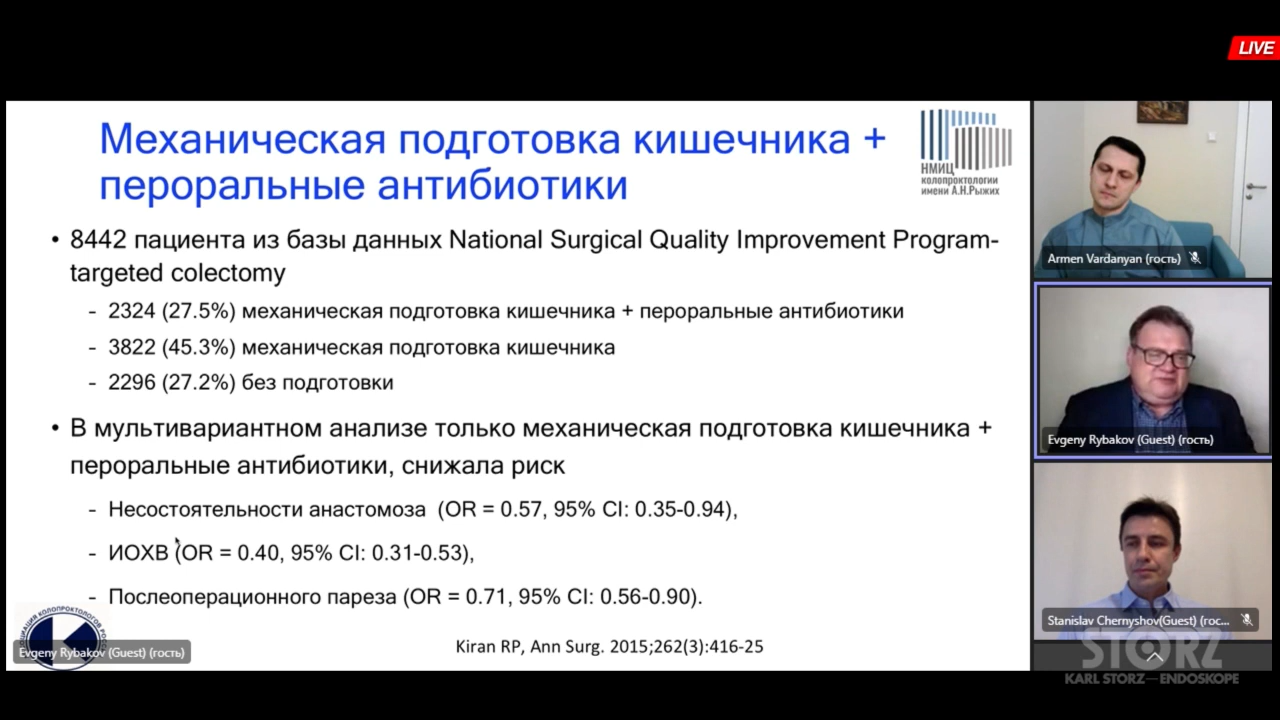 LIVE
Механическая подготовка кишечника +
пероральные антибиотики
НМИЦ
колопроктологии
имени А.Н.Рыжих
• 8442 пациента из базы данных National Surgical Quality Improvement Program-
targeted colectomy
- 2324 (27.5%) механическая подготовка кишечника + пероральные антибиотики
- 3822 (45.3%) механическая подготовка кишечника
- 2296 (27.2%) без подготовки
• В мультивариантном анализе только механическая подготовка кишечника +
пероральные антибиотики, снижала риск
- Несостоятельности анастомоза (OR = 0.57, 95% CI: 0.35-0.94),
- ИОХВ (OR = 0.40, 95% CI: 0.31-0.53),
- Послеоперационного пареза (OR = 0.71, 95% CI: 0.56-0.90).
Kiran RP, Ann Surg. 2015;262(3):416-25
КОЛОПРОКТОЛОГОВ
Evgeny Rybakov (Guest) (гость)
Armen Vardanyan (гость)
Evgeny Rybakov (Guest) (гость)
Stanislav Chernyshov(Guest) (гос...
STORZ
KARL STORZ—ENDOSKOPE